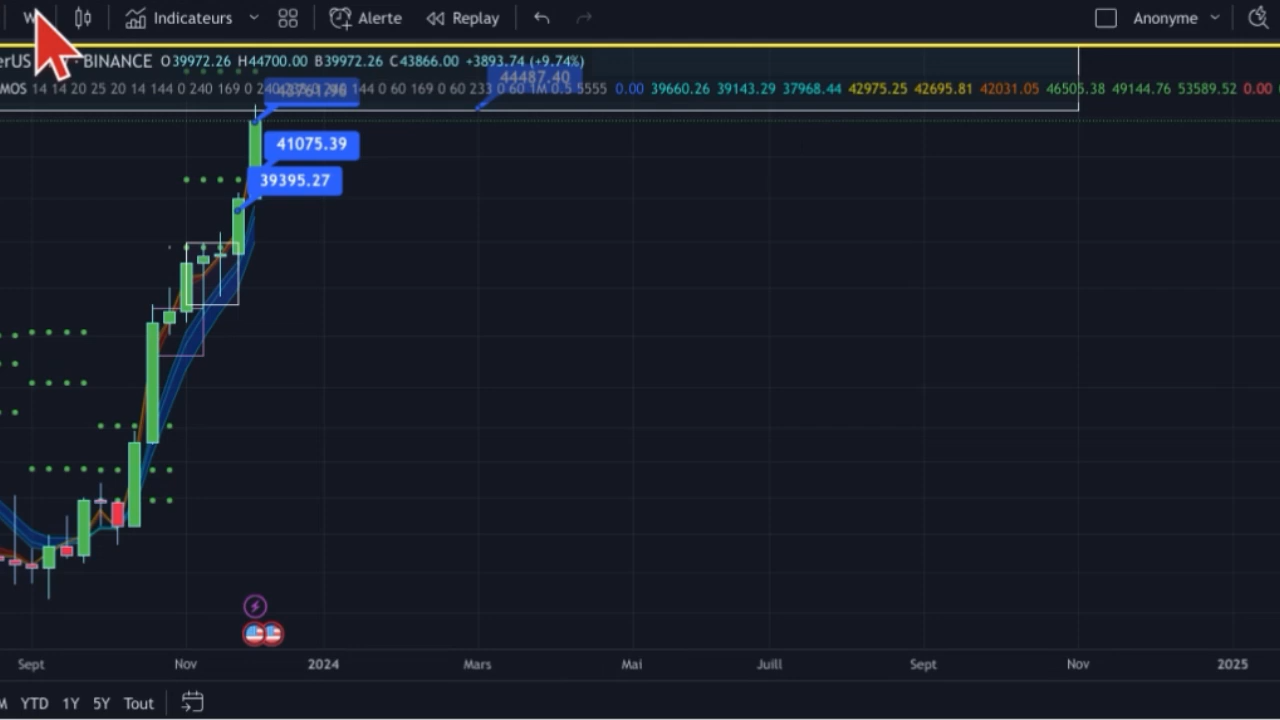 W Indicateurs Alerte Replay Anonyme
erUS BINANCE O39972.26 H44700.00 B39972.26 C43866.00 +3893.74 (+9.74%)
44487.40
MOS 14 14 20 25 20 14 144 0 240 169 0 240 144 0 60 169 0 60 233 0 60 1M 0.5 5555 0.00 39660.26 39143.29 37968.44 42975.25 42695.81 42031.05 46505.38 49144.76 53589.52 0.00
41075.39
39395.27
Sept Nov 2024 Mars Mai Juill Sept Nov 2025
M YTD 1Y 5Y Tout